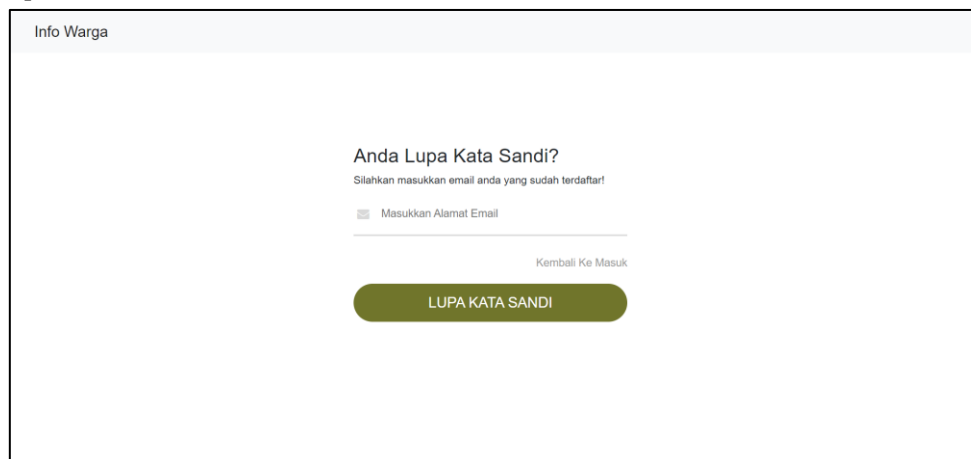 Info Warga
Anda Lupa Kata Sandi?
Silahkan masukkan email anda yang sudah terdaftar!
Masukkan Alamat Email
Kembali Ke Masuk
LUPA KATA SANDI